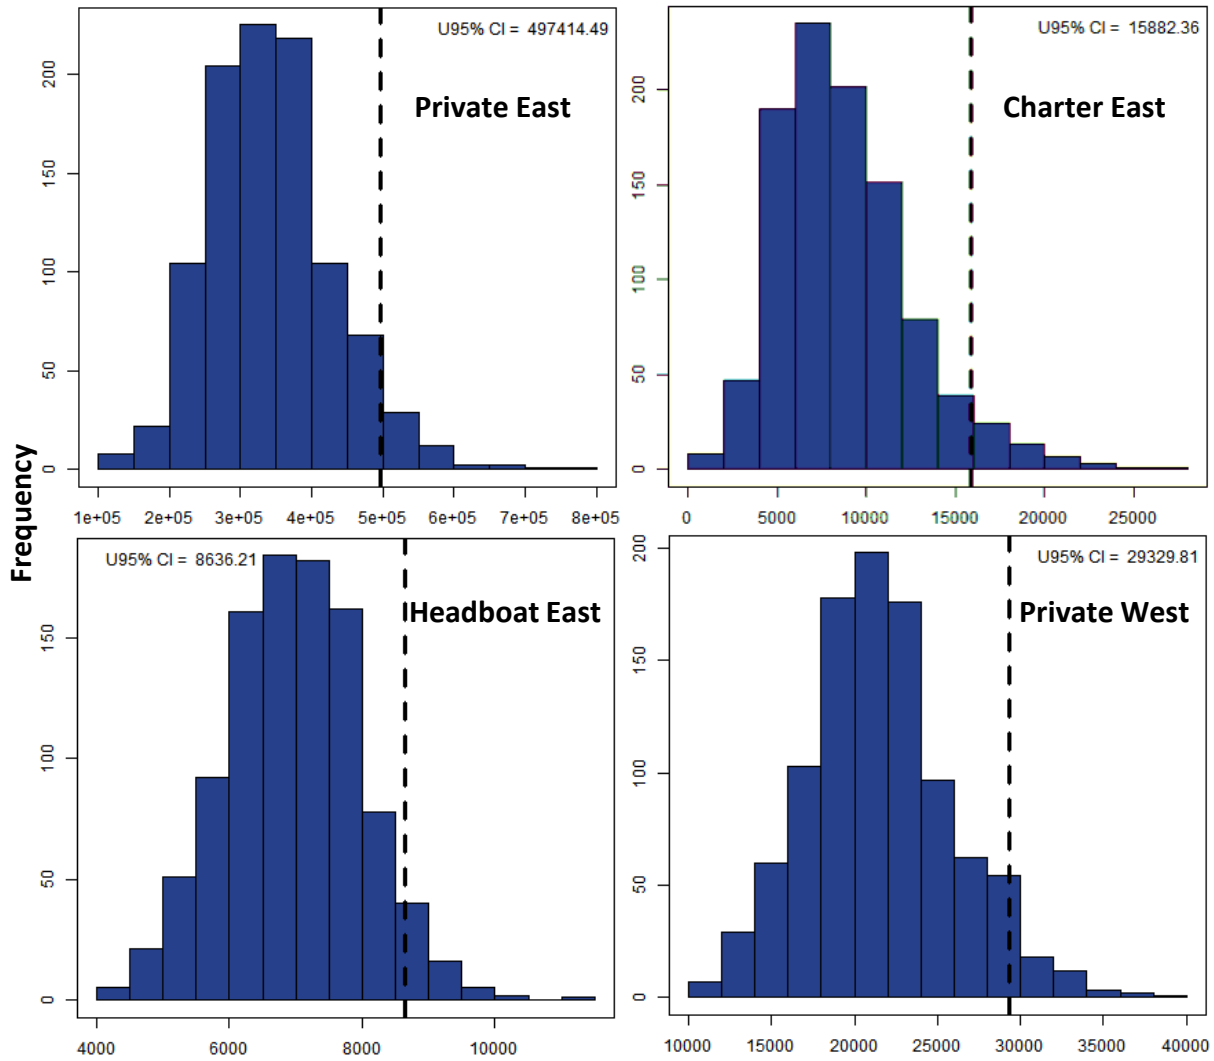 U95% CI = 497414.49
Private East
200
150
100
50
0
1e+05 2e+05 3e+05 4e+05 5e+05 6e+05 7e+05 8e+05
U95% CI = 15882.36
Charter East
200
150
100
50
0
0 5000 10000 15000 20000 25000
Frequency
U95% CI = 8636.21
Headboat East
150
100
50
0
4000 6000 8000 10000
U95% CI = 29329.81
Private West
200
150
100
50
0
10000 15000 20000 25000 30000 35000 40000